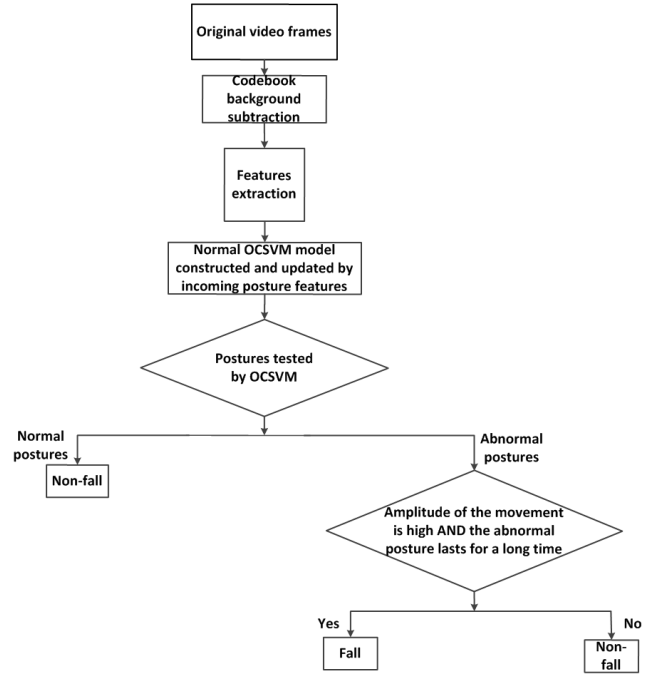 Original video frames
Codebook
background
subtraction
Features
extraction
Normal OCSVM model
constructed and updated by
incoming posture features
Postures tested
by OCSVM
Normal
postures
Non-fall
Abnormal
postures
Amplitude of the movement
is high AND the abnormal
posture lasts for a long time
Yes
Fall
No
Non-
fall